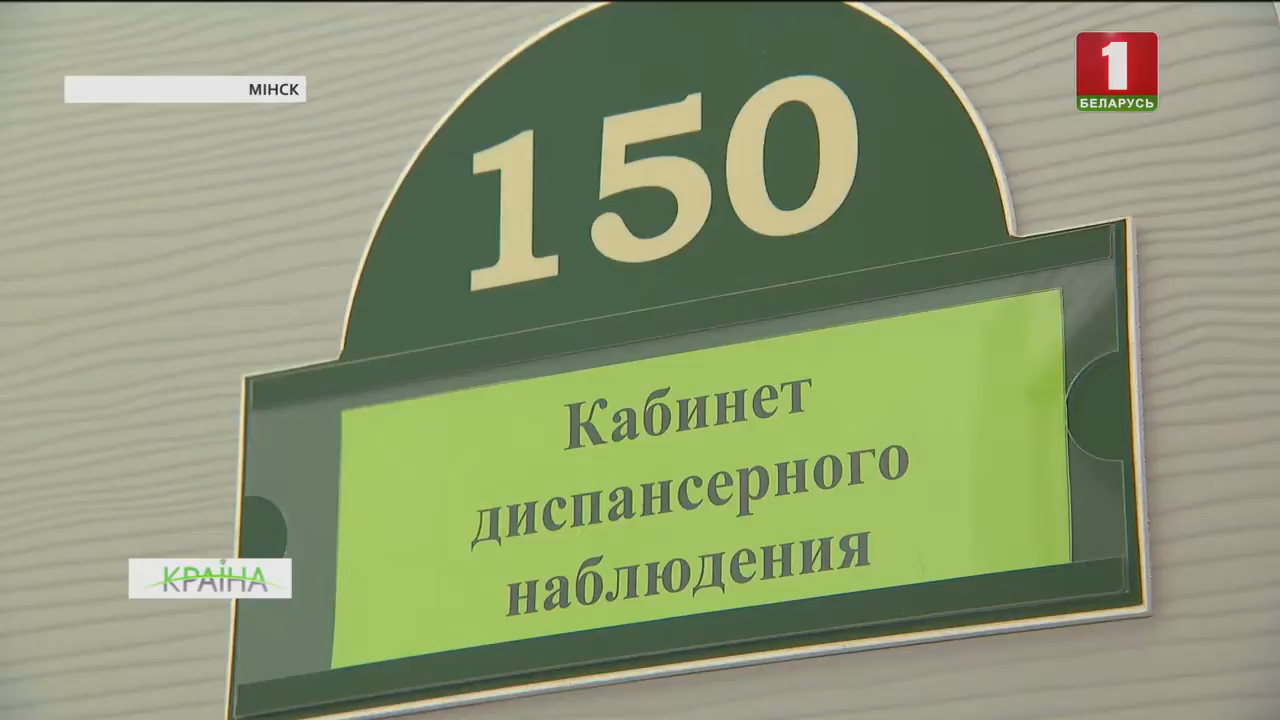 МІНСК
1
БЕЛАРУСЬ
150
Кабинет
диспансерного
наблюдения
КРАІНА